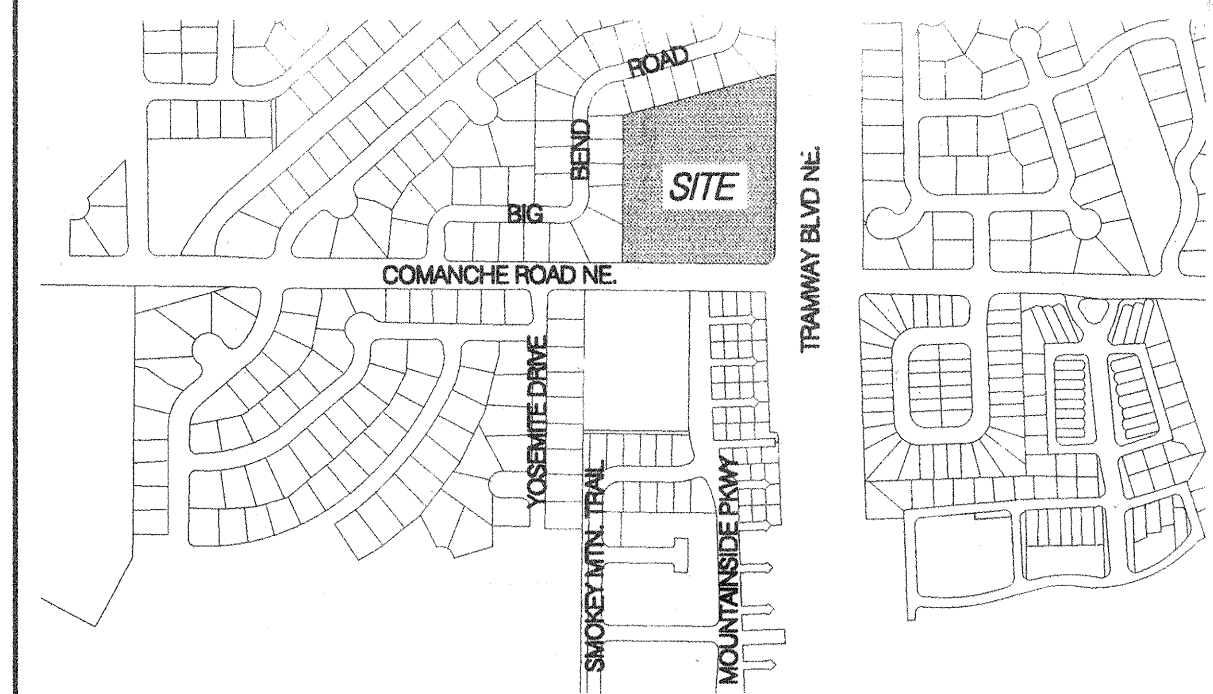 ROAD
BEND
SITE
BIG
TRAMWAY BLVD NE.
COMANCHE ROAD NE.
YOSEMITE DRIVE
SMOKEY MTN. TRAIL
MOUNTAINSIDE PKWY